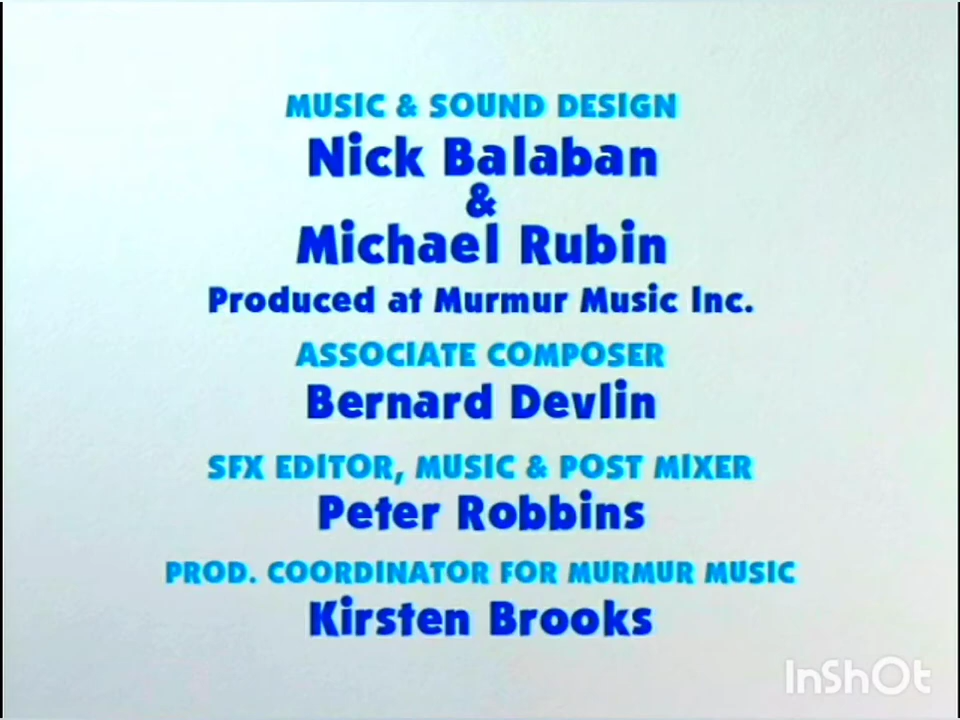 MUSIC & SOUND DESIGN
Nick Balaban
&
Michael Rubin
Produced at Murmur Music Inc.
ASSOCIATE COMPOSER
Bernard Devlin
SFX EDITOR, MUSIC & POST MIXER
Peter Robbins
PROD. COORDINATOR FOR MURMUR MUSIC
Kirsten Brooks
InShOt